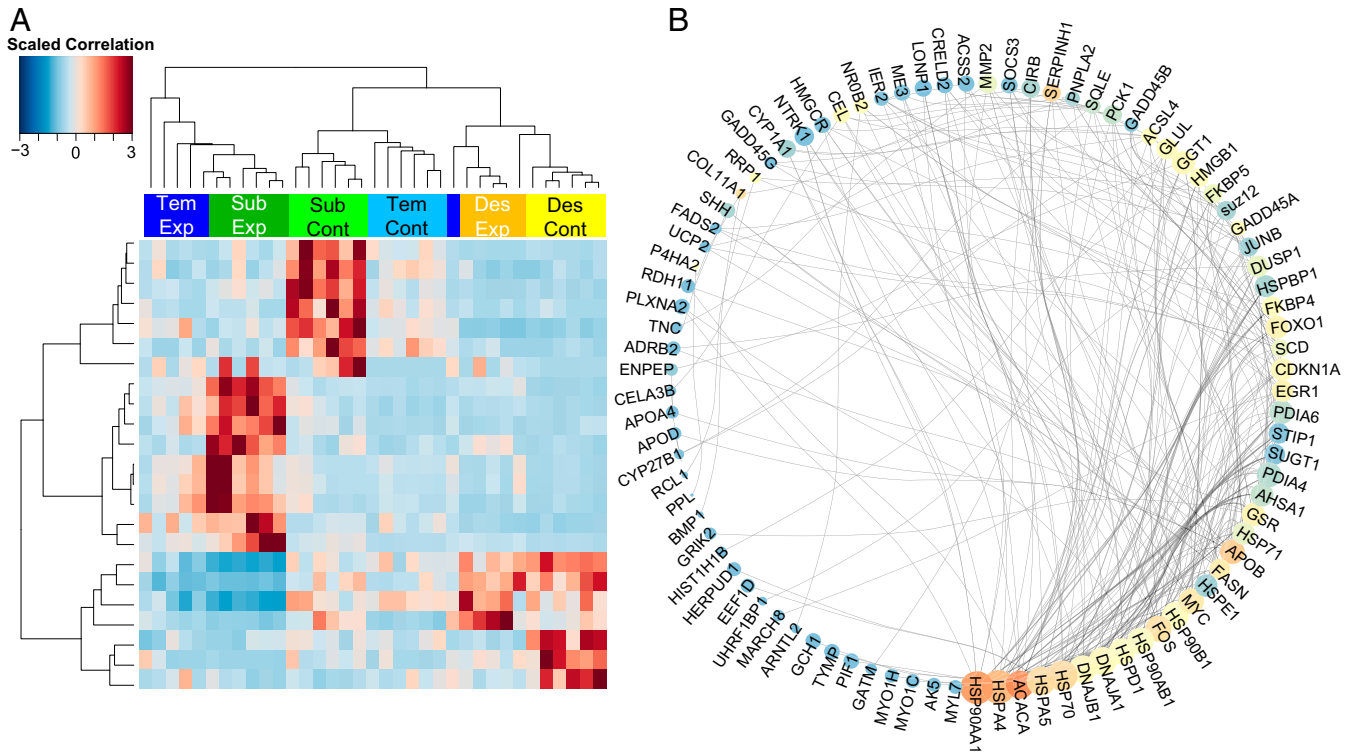 A
Scaled Correlation
−3 0 3
Tem Exp
Sub Exp
Sub Cont
Tem Cont
Des Exp
Des Cont
B
MMP2
SOCS3
CIRB
SERPINH1
PNPLA2
SQLE
PCK1
GADD45B
ACSL4
GLUL
GGT1
HMGB1
FKBP5
suz12
GADD45A
JUNB
DUSP1
HSPBP1
FKBP4
FOXO1
SCD
CDKN1A
EGR1
PDIA6
STIP1
SUGT1
PDIA4
AHSA1
GSR
HSP71
APOB
FASN
HSPE1
MYC
HSP90B1
FOS
HSP90AB1
HSPD1
DNAJA1
DNAJB1
HSP70
HSPA5
ACACA
HSPA4
HSP90AA1
MYL7
AK5
MYO1C
MYO1H
GATM
PIF1
TYMP
GCH1
ARNTL2
MARCH8
UHRF1BP1
EEF1D
HERPUD1
HIST1H1B
GRIK2
BMP1
PPL
RCL1
CYP27B1
APOD
APOA4
CELA3B
ENPEP
ADRB2
TNC
PLXNA2
RDH11
P4HA2
UCP2
FADS2
SHH
COL11A1
RRP1
GADD45G
CYP1A1
NTRK1
HMGCR
CEL
NR0B2
IER2
ME3
LONP1
CRELD2
ACSS2